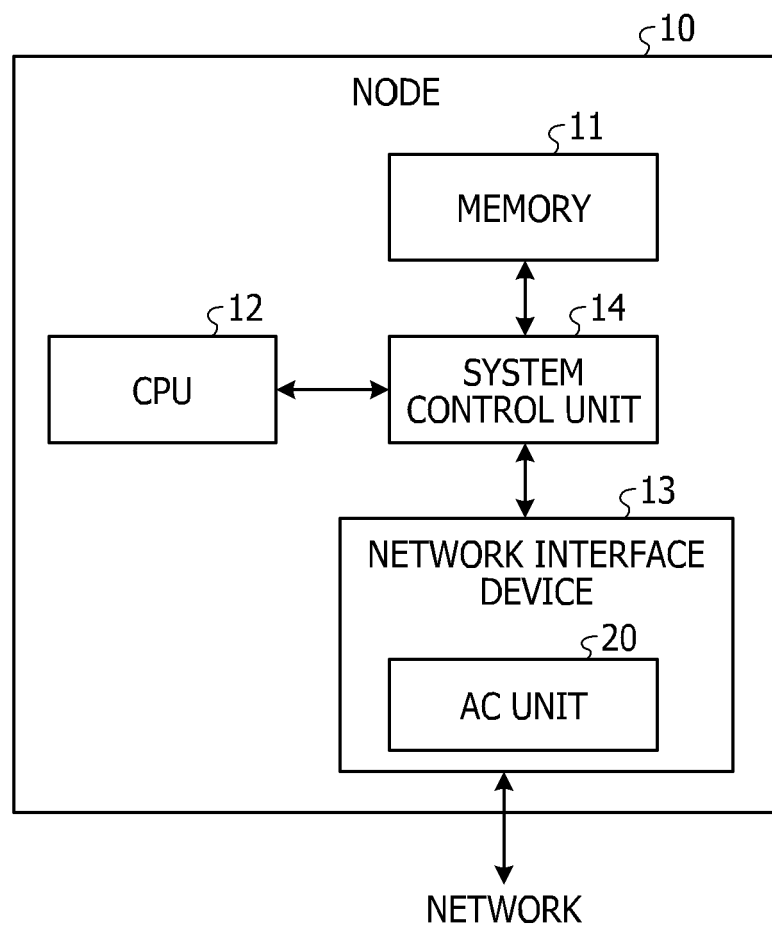 10
NODE
11
MEMORY
12
CPU
14
SYSTEM
CONTROL UNIT
13
NETWORK INTERFACE
DEVICE
20
AC UNIT
NETWORK